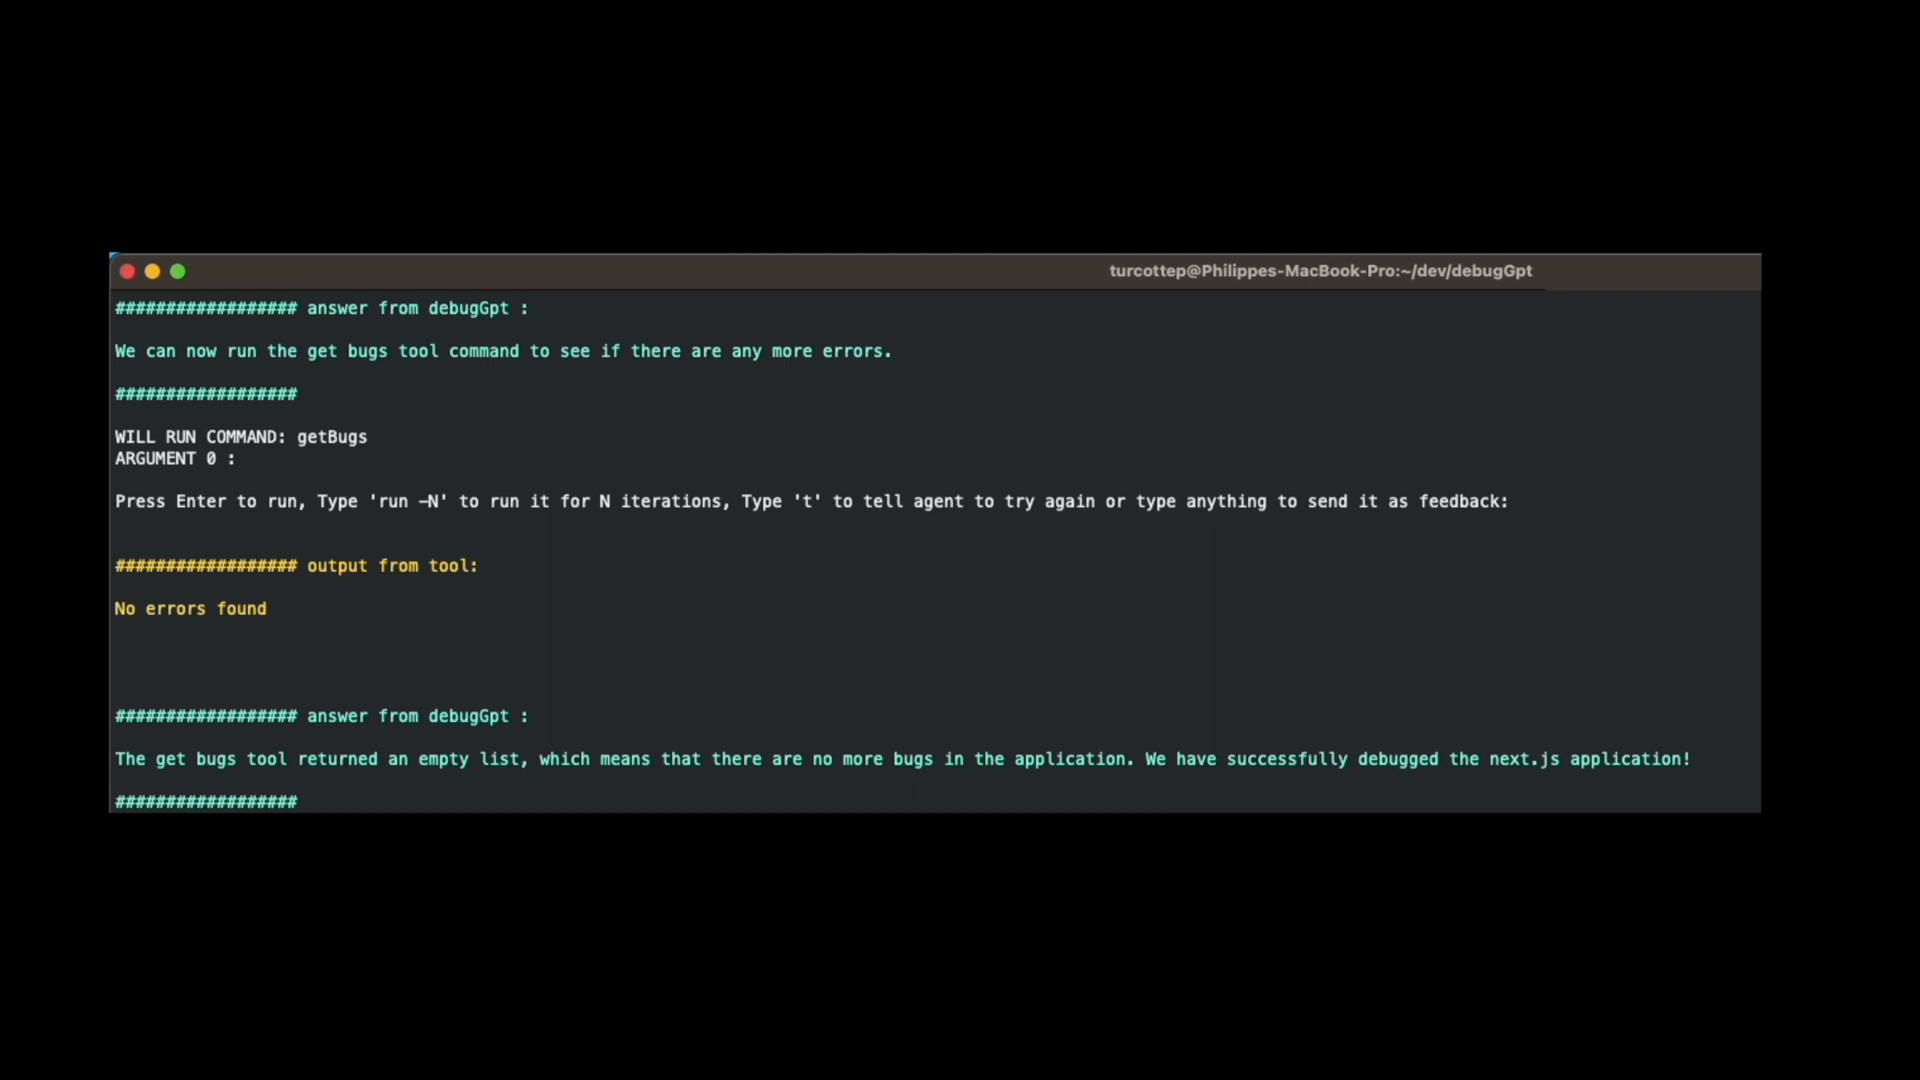 turcottep@Philippes-MacBook-Pro:~/dev/debugGpt
################## answer from debugGpt :
We can now run the get bugs tool command to see if there are any more errors.
##################
WILL RUN COMMAND: getBugs
ARGUMENT 0 :
Press Enter to run, Type 'run -N' to run it for N iterations, Type 't' to tell agent to try again or type anything to send it as feedback:
################## output from tool:
No errors found
################## answer from debugGpt :
The get bugs tool returned an empty list, which means that there are no more bugs in the application. We have successfully debugged the next.js application!
##################